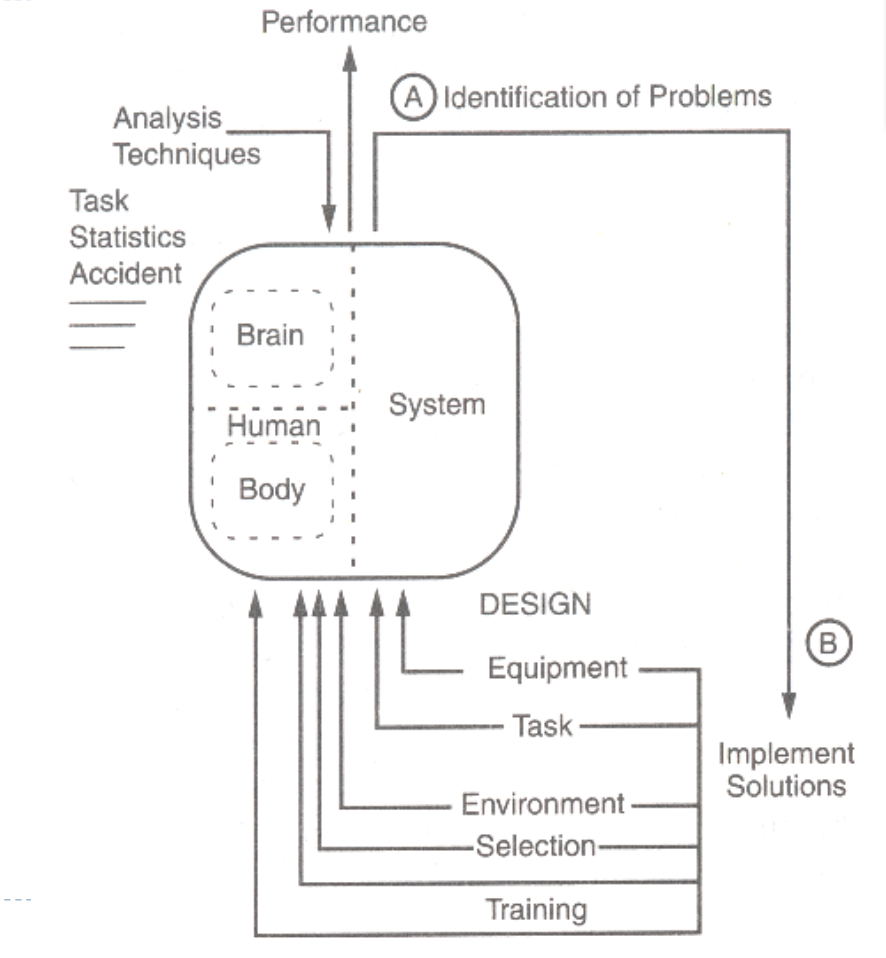 Performance
A Identification of Problems
Analysis
Techniques
Task
Statistics
Accident
Brain
System
Human
Body
DESIGN
Equipment
B
Task
Implement
Solutions
Environment
Selection
Training